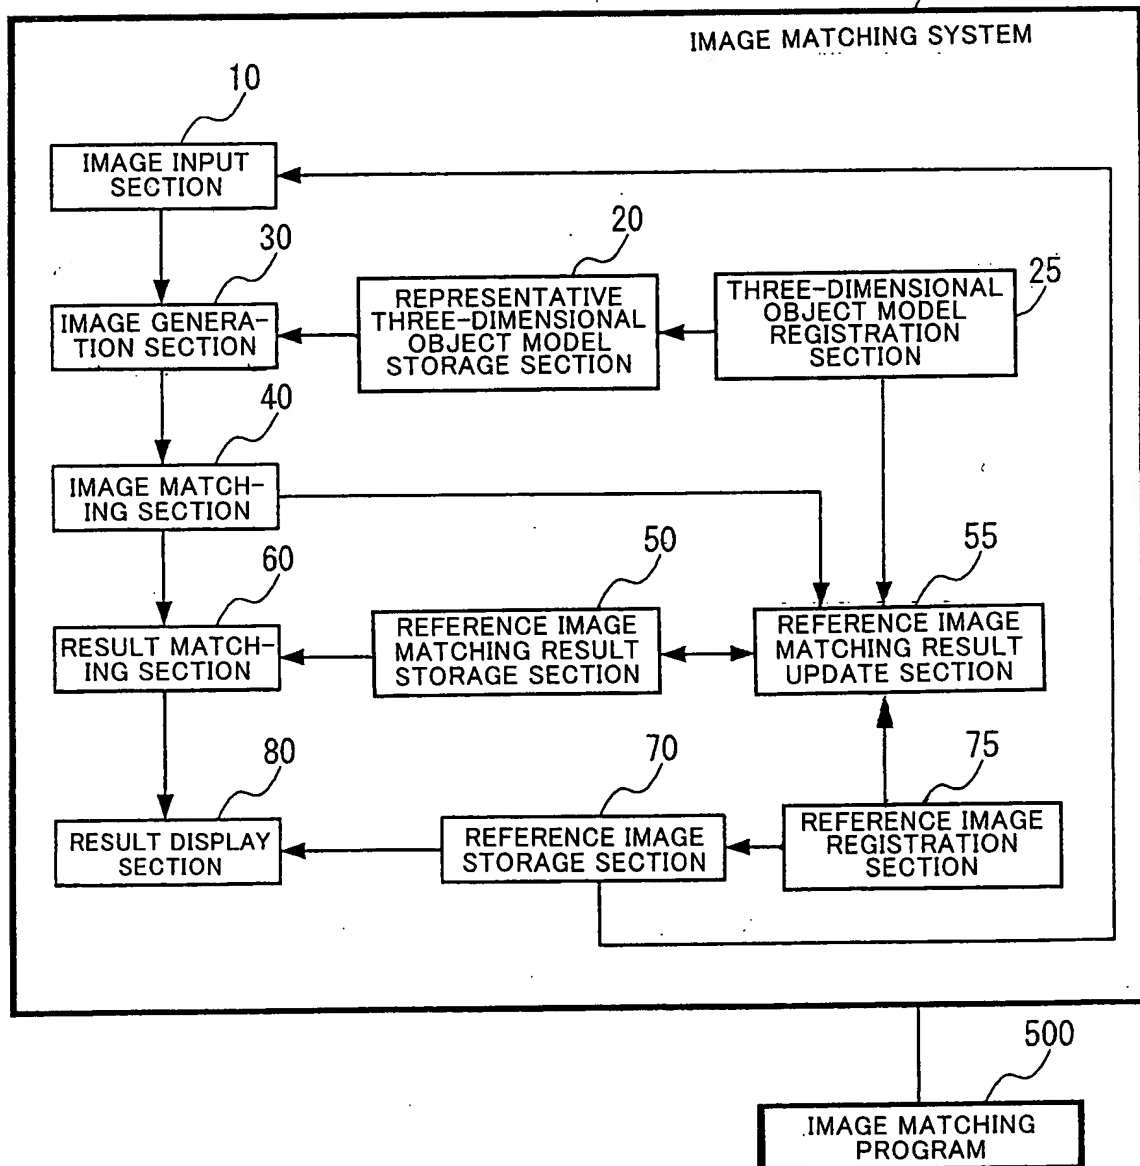 IMAGE MATCHING SYSTEM
10
IMAGE INPUT
SECTION
30
IMAGE GENERA-
TION SECTION
20
REPRESENTATIVE
THREE-DIMENSIONAL
OBJECT MODEL
STORAGE SECTION
25
THREE-DIMENSIONAL
OBJECT MODEL
REGISTRATION
SECTION
40
IMAGE MATCH-
ING SECTION
60
RESULT MATCH-
ING SECTION
50
REFERENCE IMAGE
MATCHING RESULT
STORAGE SECTION
55
REFERENCE IMAGE
MATCHING RESULT
UPDATE SECTION
80
RESULT DISPLAY
SECTION
70
REFERENCE IMAGE
STORAGE SECTION
75
REFERENCE IMAGE
REGISTRATION
SECTION
500
IMAGE MATCHING
PROGRAM